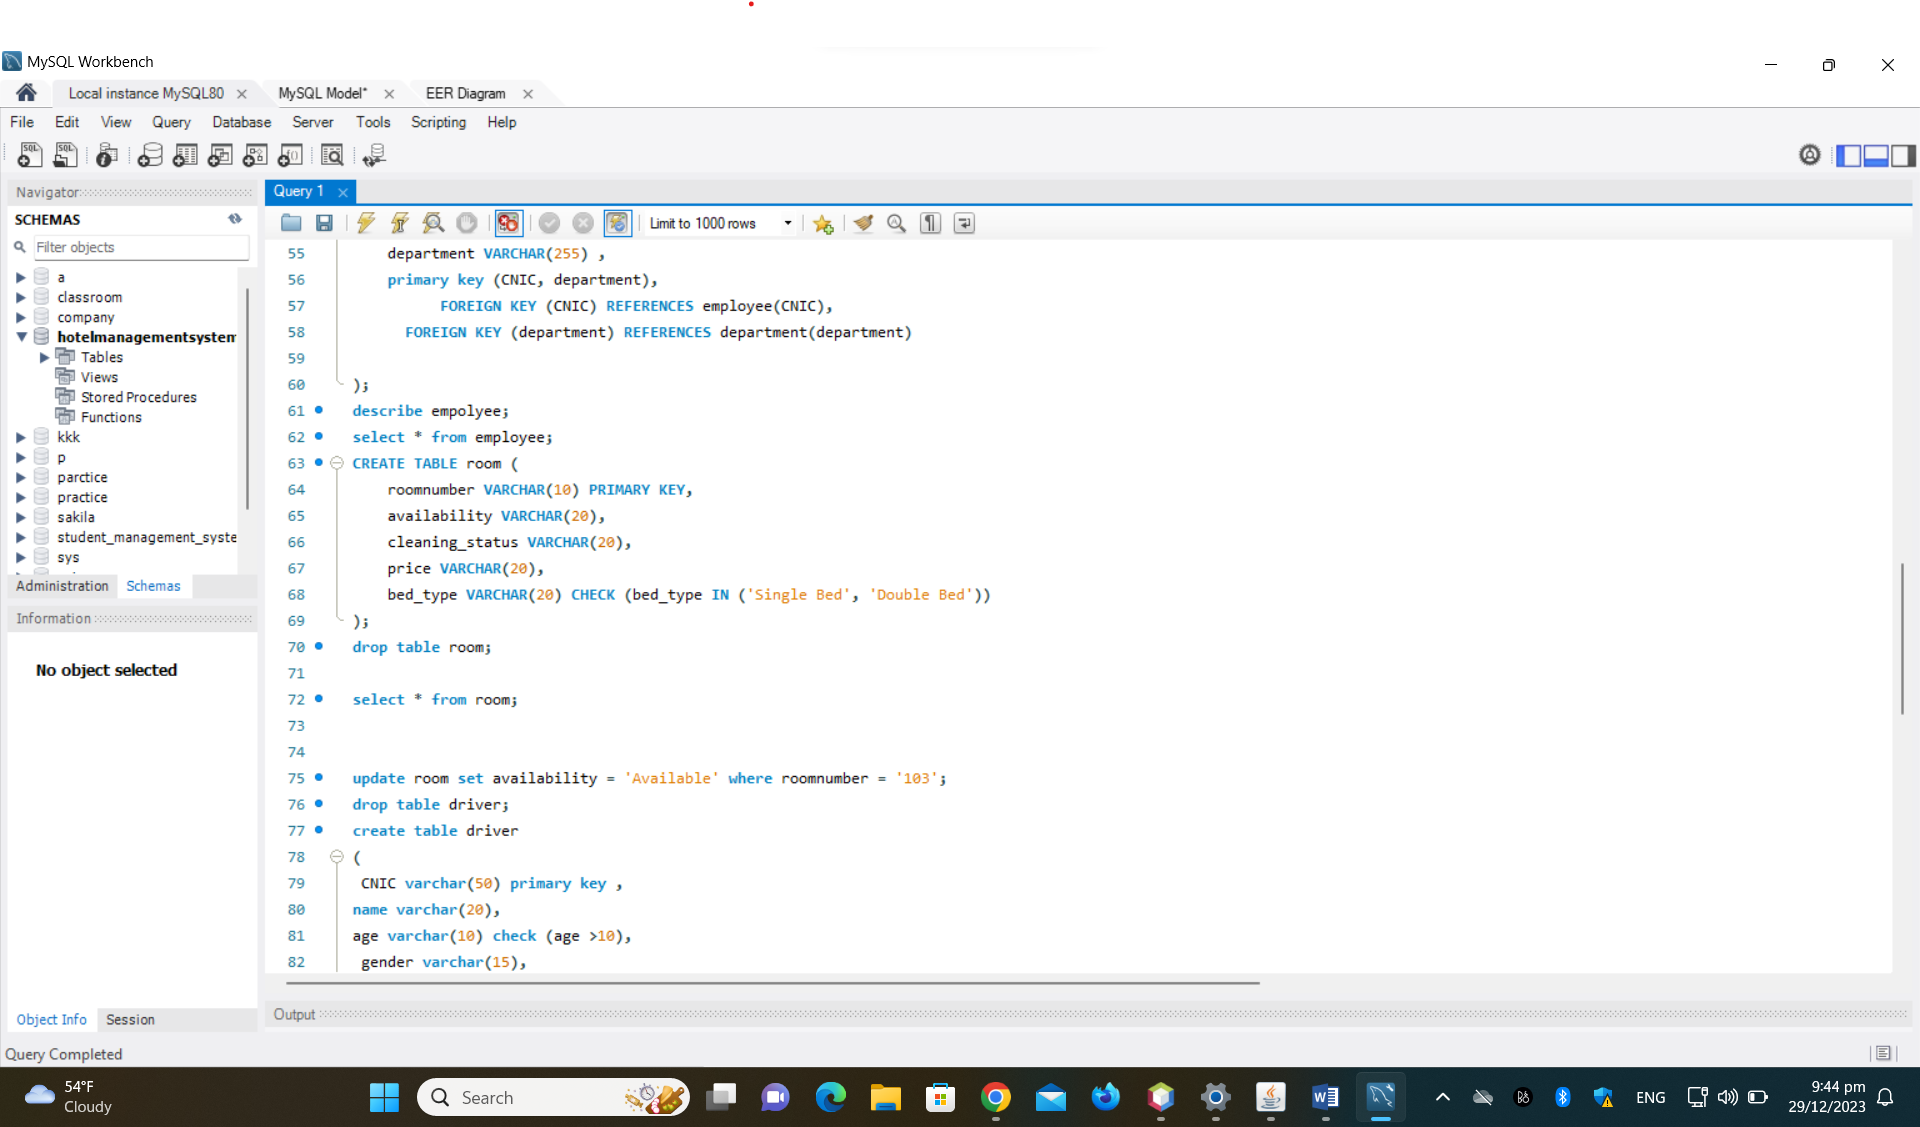 MySQL Workbench
Local instance MySQL80
MySQL Model*
EER Diagram
File Edit View Query Database Server Tools Scripting Help
Navigator
SCHEMAS
Filter objects
a
classroom
company
hotelmanagementsystem
Tables
Views
Stored Procedures
Functions
kkk
p
parctice
practice
sakila
student_management_syste
sys
Administration Schemas
Information
No object selected
Object Info Session
Query 1
Limit to 1000 rows
55 department VARCHAR(255) ,
56 primary key (CNIC, department),
57 FOREIGN KEY (CNIC) REFERENCES employee(CNIC),
58 FOREIGN KEY (department) REFERENCES department(department)
59
60 );
61 describe empolyee;
62 select * from employee;
63 CREATE TABLE room (
64 roomnumber VARCHAR(10) PRIMARY KEY,
65 availability VARCHAR(20),
66 cleaning_status VARCHAR(20),
67 price VARCHAR(20),
68 bed_type VARCHAR(20) CHECK (bed_type IN ('Single Bed', 'Double Bed'))
69 );
70 drop table room;
71
72 select * from room;
73
74
75 update room set availability = 'Available' where roomnumber = '103';
76 drop table driver;
77 create table driver
78 (
79 CNIC varchar(50) primary key ,
80 name varchar(20),
81 age varchar(10) check (age >10),
82 gender varchar(15),
Output
Query Completed
54°F
Cloudy
Search
ENG
9:44 pm
29/12/2023